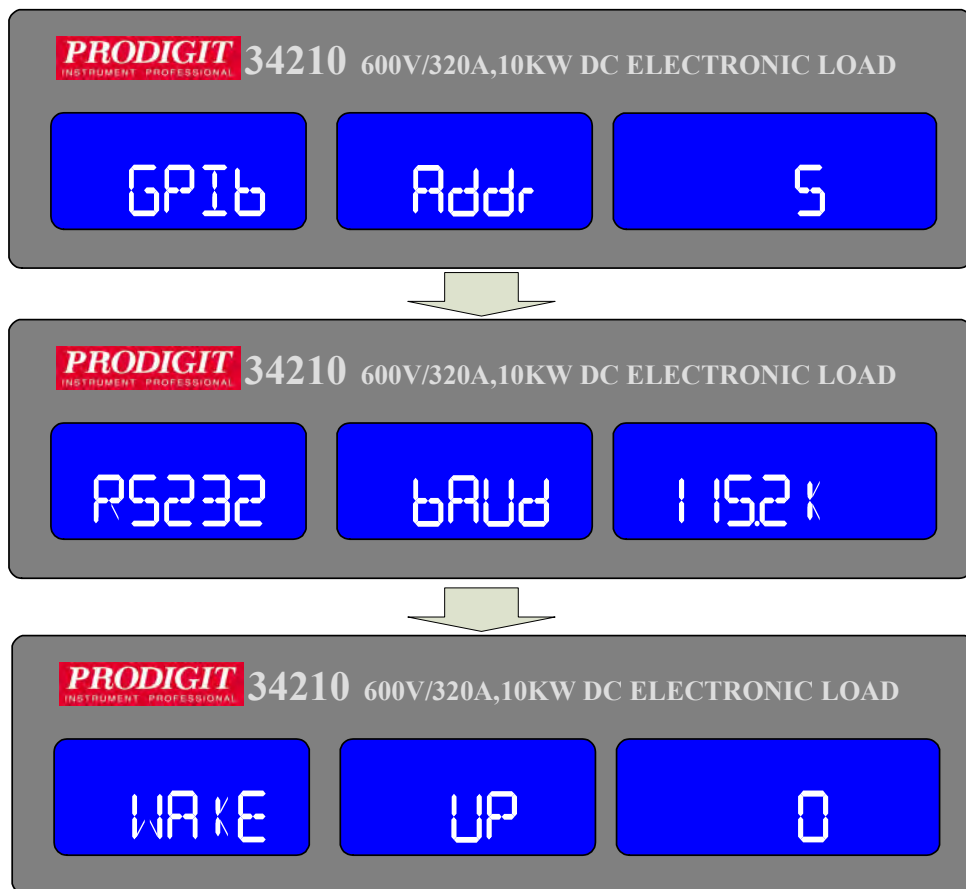 PRODIGIT 34210 600V/320A,10KW DC ELECTRONIC LOAD
INSTRUMENT PROFESSIONAL
GPIb Addr 5
PRODIGIT 34210 600V/320A,10KW DC ELECTRONIC LOAD
INSTRUMENT PROFESSIONAL
RS232 bAUd 115.2 K
PRODIGIT 34210 600V/320A,10KW DC ELECTRONIC LOAD
INSTRUMENT PROFESSIONAL
WAKE UP 0